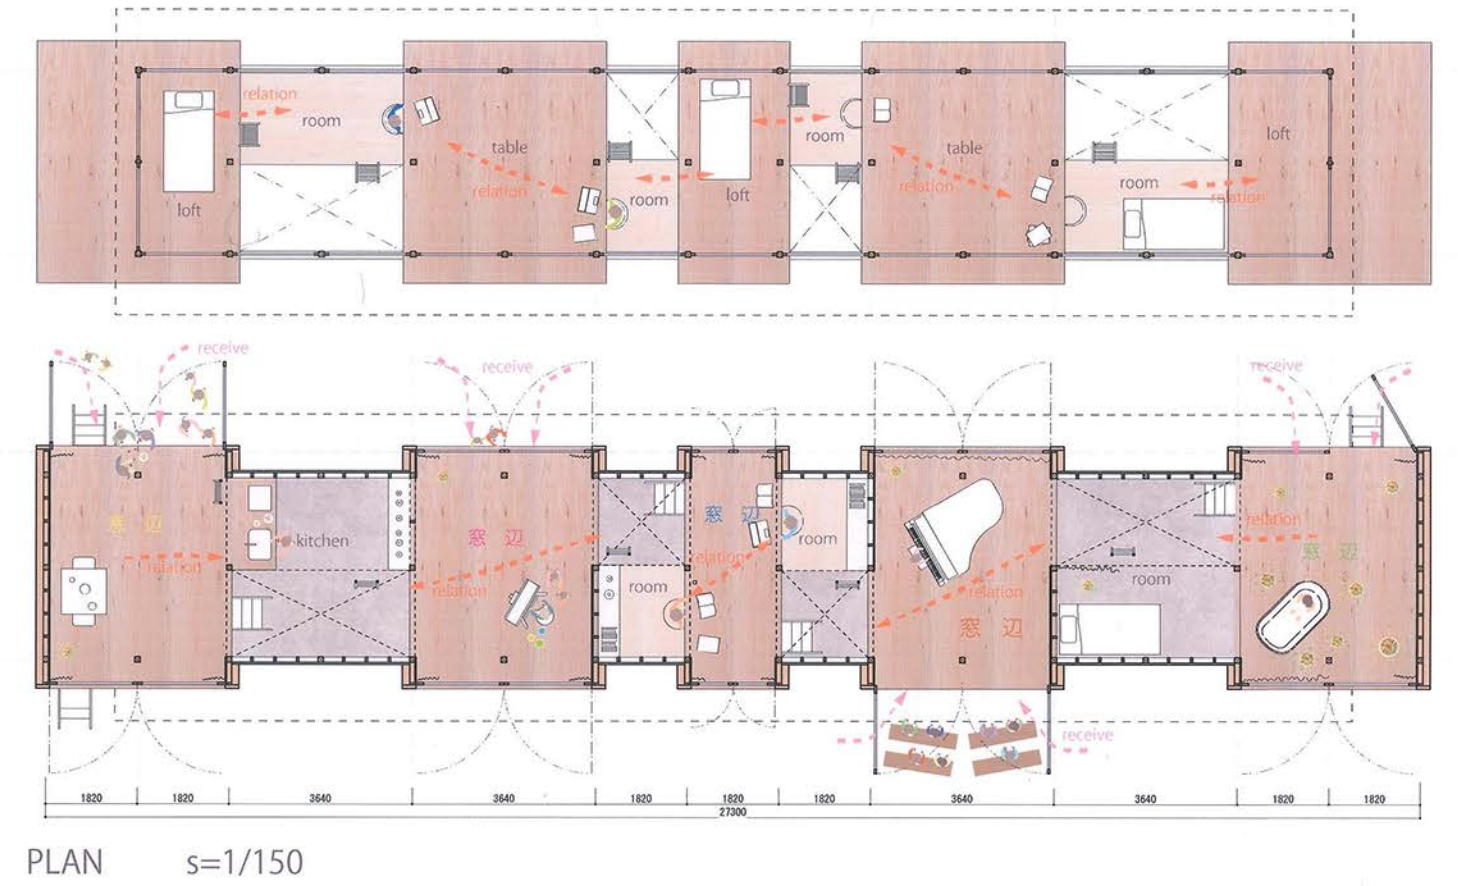 relation
room
loft
table
relation
room
loft
relation
room
table
relation
room
loft
relation
receive
receive
receive
窓 辺
kitchen
relation
窓 辺
relation
room
窓 辺
relation
room
窓 辺
relation
room
relation
窓 辺
receive
1820 1820 3640 3640 1820 1820 1820 3640 3640 1820 1820
27300
PLAN s=1/150